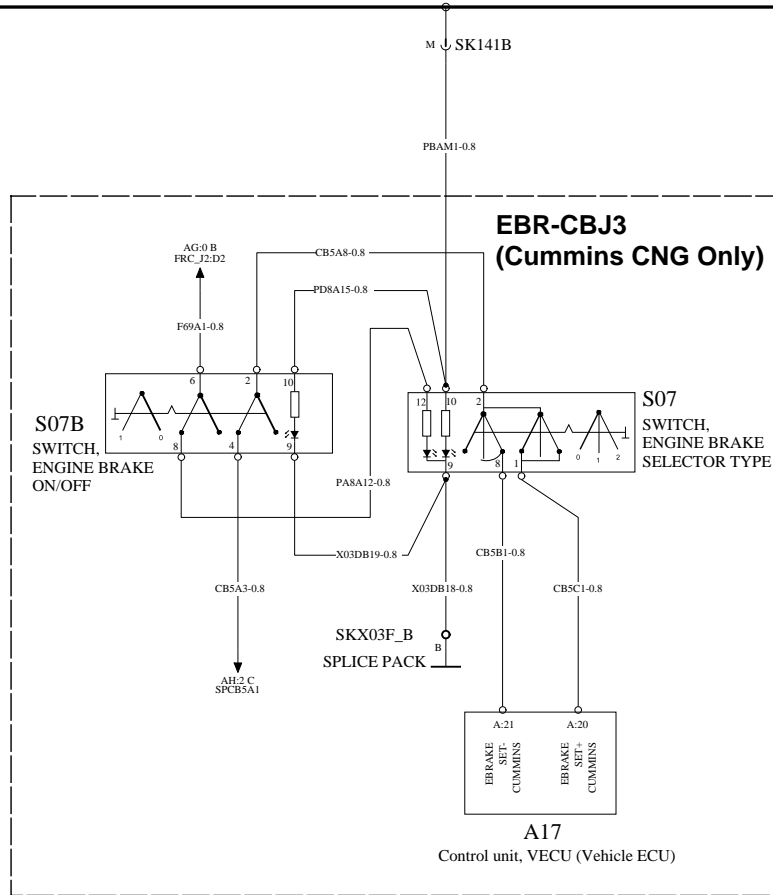 M SK141B
PBAM1-0.8
EBR-CBJ3
(Cummins CNG Only)
AG:0 B
FRC_J2:D2
CB5A8-0.8
PD8A15-0.8
F69A1-0.8
6 2 10
12 10 2
S07B
SWITCH,
ENGINE BRAKE
ON/OFF
1 0
8 4 9
S07
SWITCH,
ENGINE BRAKE
SELECTOR TYPE
9 8 1
0 1 2
PA8A12-0.8
X03DB19-0.8
CB5B1-0.8
CB5A3-0.8
X03DB18-0.8
CB5C1-0.8
SKX03F_B
B
SPLICE PACK
AH:2 C
SPCB5A1
A:21 A:20
EBRAKE
SET-
CUMMINS
EBRAKE
SET+
CUMMINS
A17
Control unit, VECU (Vehicle ECU)